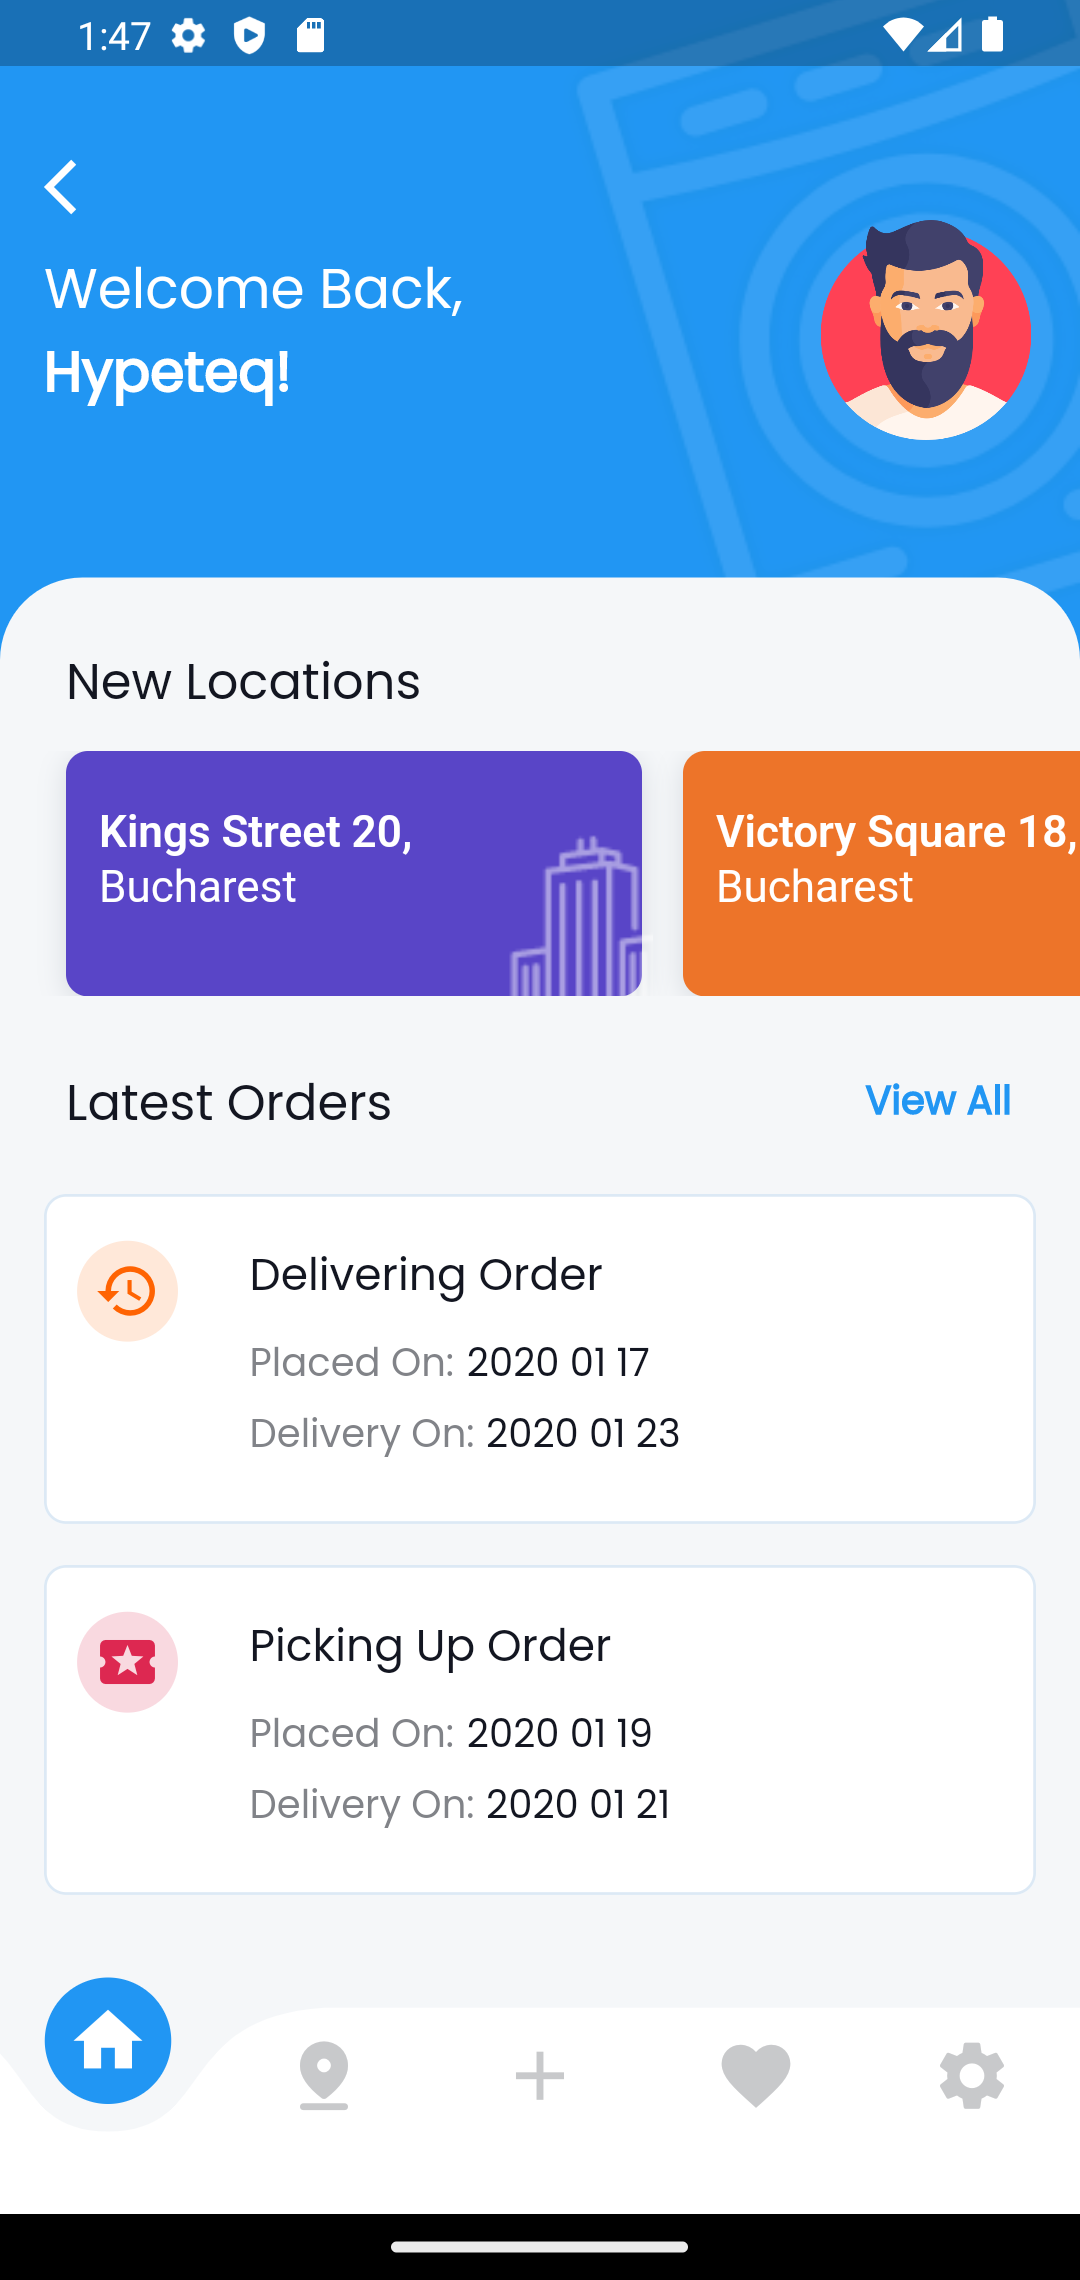 1:47
Welcome Back,
Hypeteq!
New Locations
Kings Street 20,
Bucharest
Victory Square 18,
Bucharest
Latest Orders
View All
Delivering Order
Placed On: 2020 01 17
Delivery On: 2020 01 23
Picking Up Order
Placed On: 2020 01 19
Delivery On: 2020 01 21